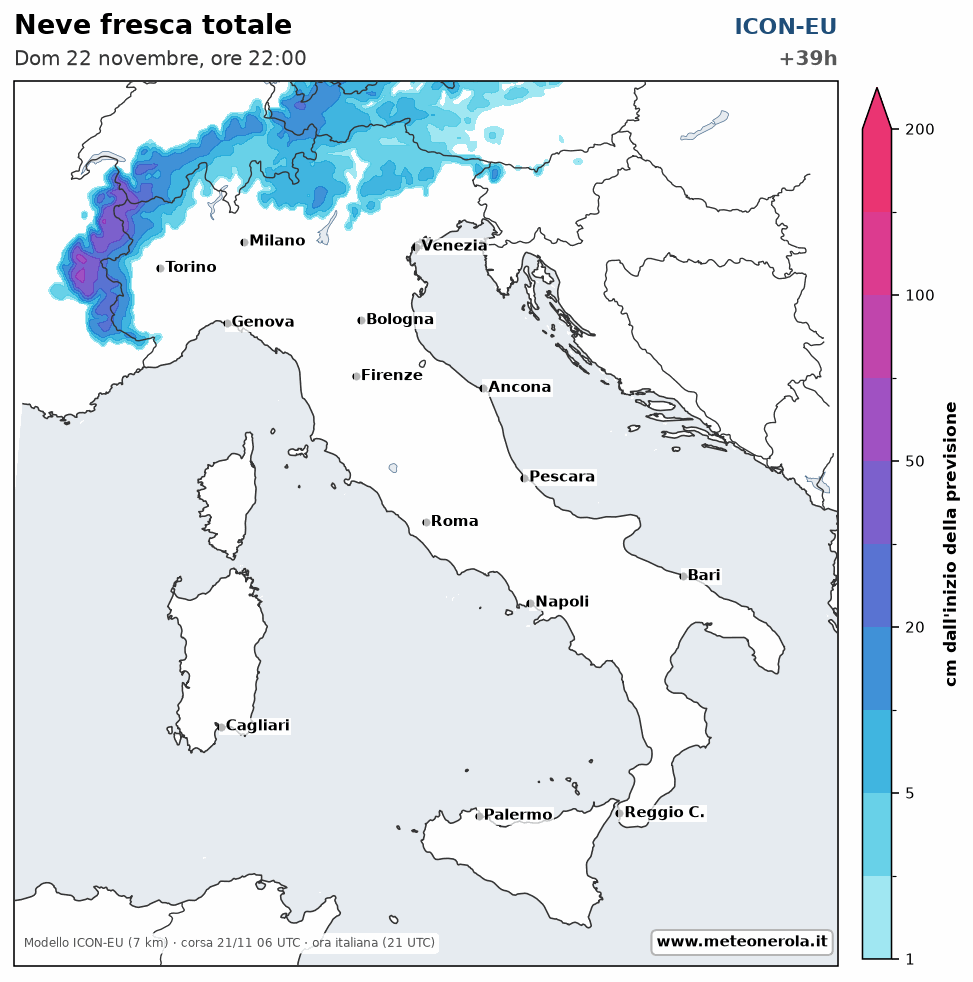 Neve fresca totale
ICON-EU
Dom 22 novembre, ore 22:00
+39h
200
100
50
20
5
1
cm dall'inizio della previsione
Milano
Venezia
Torino
Genova
Bologna
Firenze
Ancona
Pescara
Roma
Bari
Napoli
Cagliari
Palermo
Reggio C.
Modello ICON-EU (7 km) · corsa 21/11 06 UTC · ora italiana (21 UTC)
www.meteonerola.it